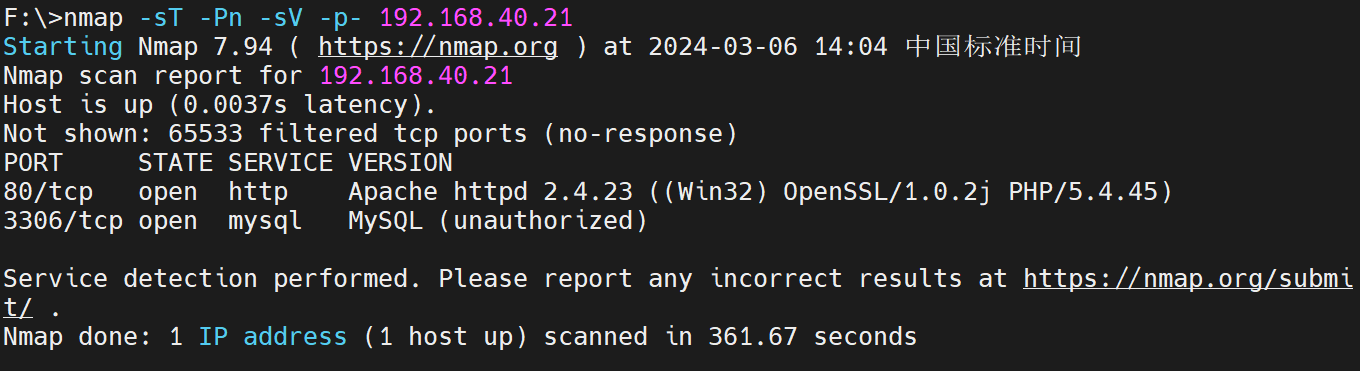 F:\>nmap -sT -Pn -sV -p- 192.168.40.21
Starting Nmap 7.94 ( https://nmap.org ) at 2024-03-06 14:04 中国标准时间
Nmap scan report for 192.168.40.21
Host is up (0.0037s latency).
Not shown: 65533 filtered tcp ports (no-response)
PORT     STATE SERVICE VERSION
80/tcp   open  http    Apache httpd 2.4.23 ((Win32) OpenSSL/1.0.2j PHP/5.4.45)
3306/tcp open  mysql   MySQL (unauthorized)
Service detection performed. Please report any incorrect results at https://nmap.org/submi
t/ .
Nmap done: 1 IP address (1 host up) scanned in 361.67 seconds